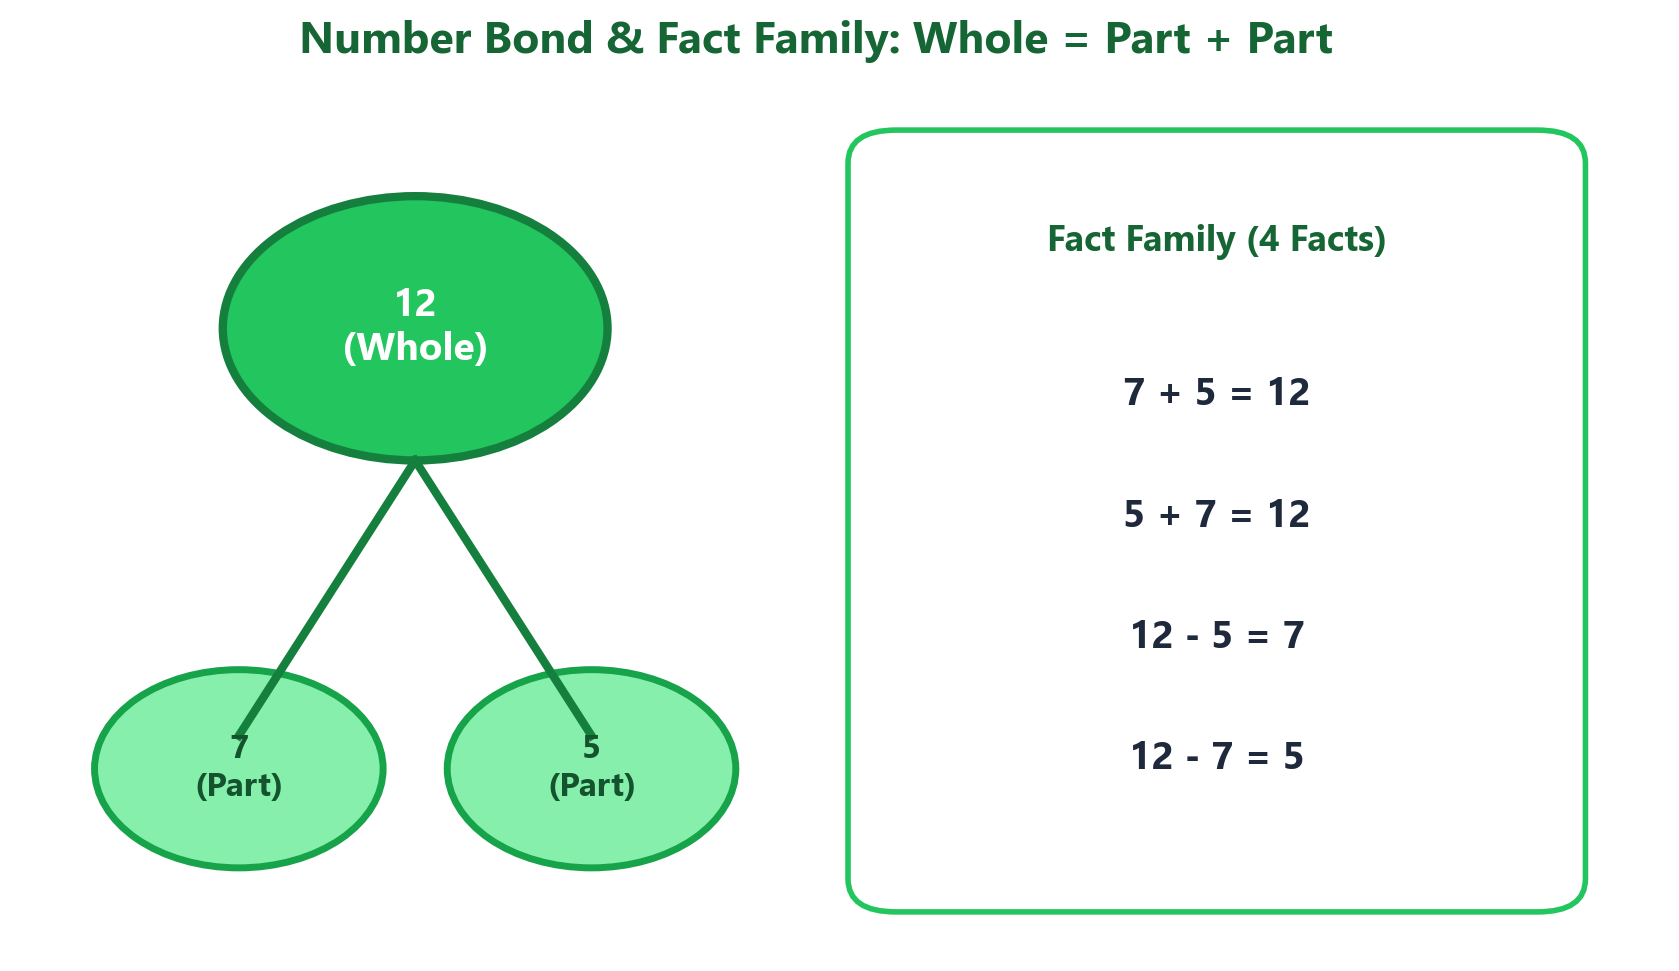 Number Bond & Fact Family: Whole = Part + Part
12
(Whole)
7
(Part)
5
(Part)
Fact Family (4 Facts)
7 + 5 = 12
5 + 7 = 12
12 - 5 = 7
12 - 7 = 5